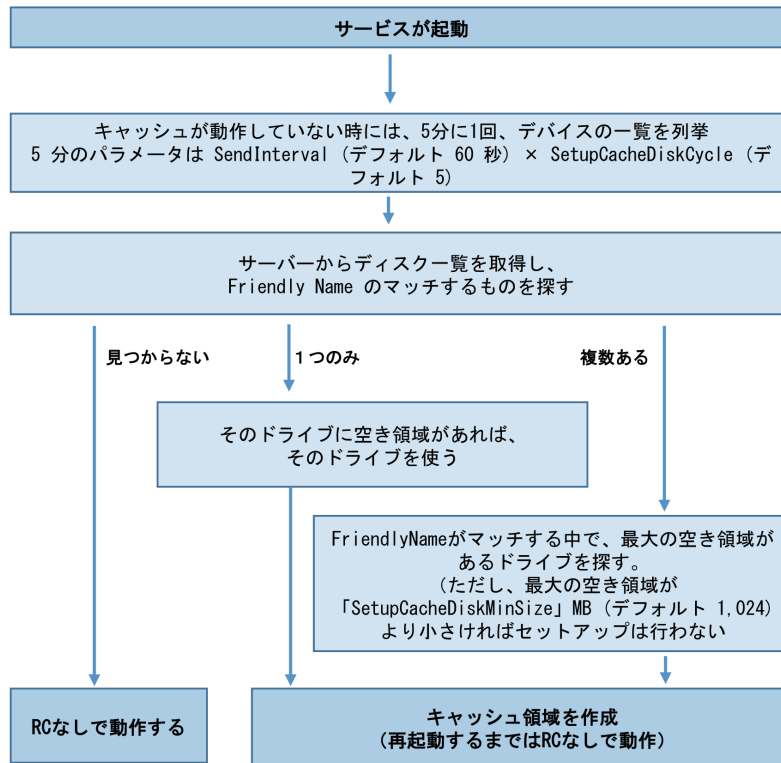 サービスが起動
キャッシュが動作していない時には、5分に1回、デバイスの一覧を列挙
5 分のパラメータは SendInterval (デフォルト 60 秒) × SetupCacheDiskCycle (デ
フォルト 5)
サーバーからディスク一覧を取得し、
Friendly Name のマッチするものを探す
見つからない
1つのみ
複数ある
そのドライブに空き領域があれば、
そのドライブを使う
FriendlyNameがマッチする中で、最大の空き領域が
あるドライブを探す。
(ただし、最大の空き領域が
「SetupCacheDiskMinSize」MB (デフォルト 1,024)
より小さければセットアップは行わない
RCなしで動作する
キャッシュ領域を作成
(再起動するまではRCなしで動作)